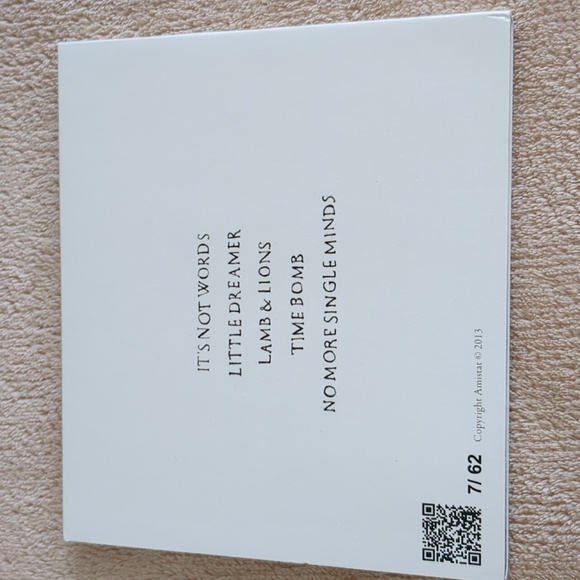 IT'S NOT WORDS
LITTLE DREAMER
LAMB & LIONS
TIME BOMB
NO MORE SINGLE MINDS
Copyright Amistat © 2013
7/ 62